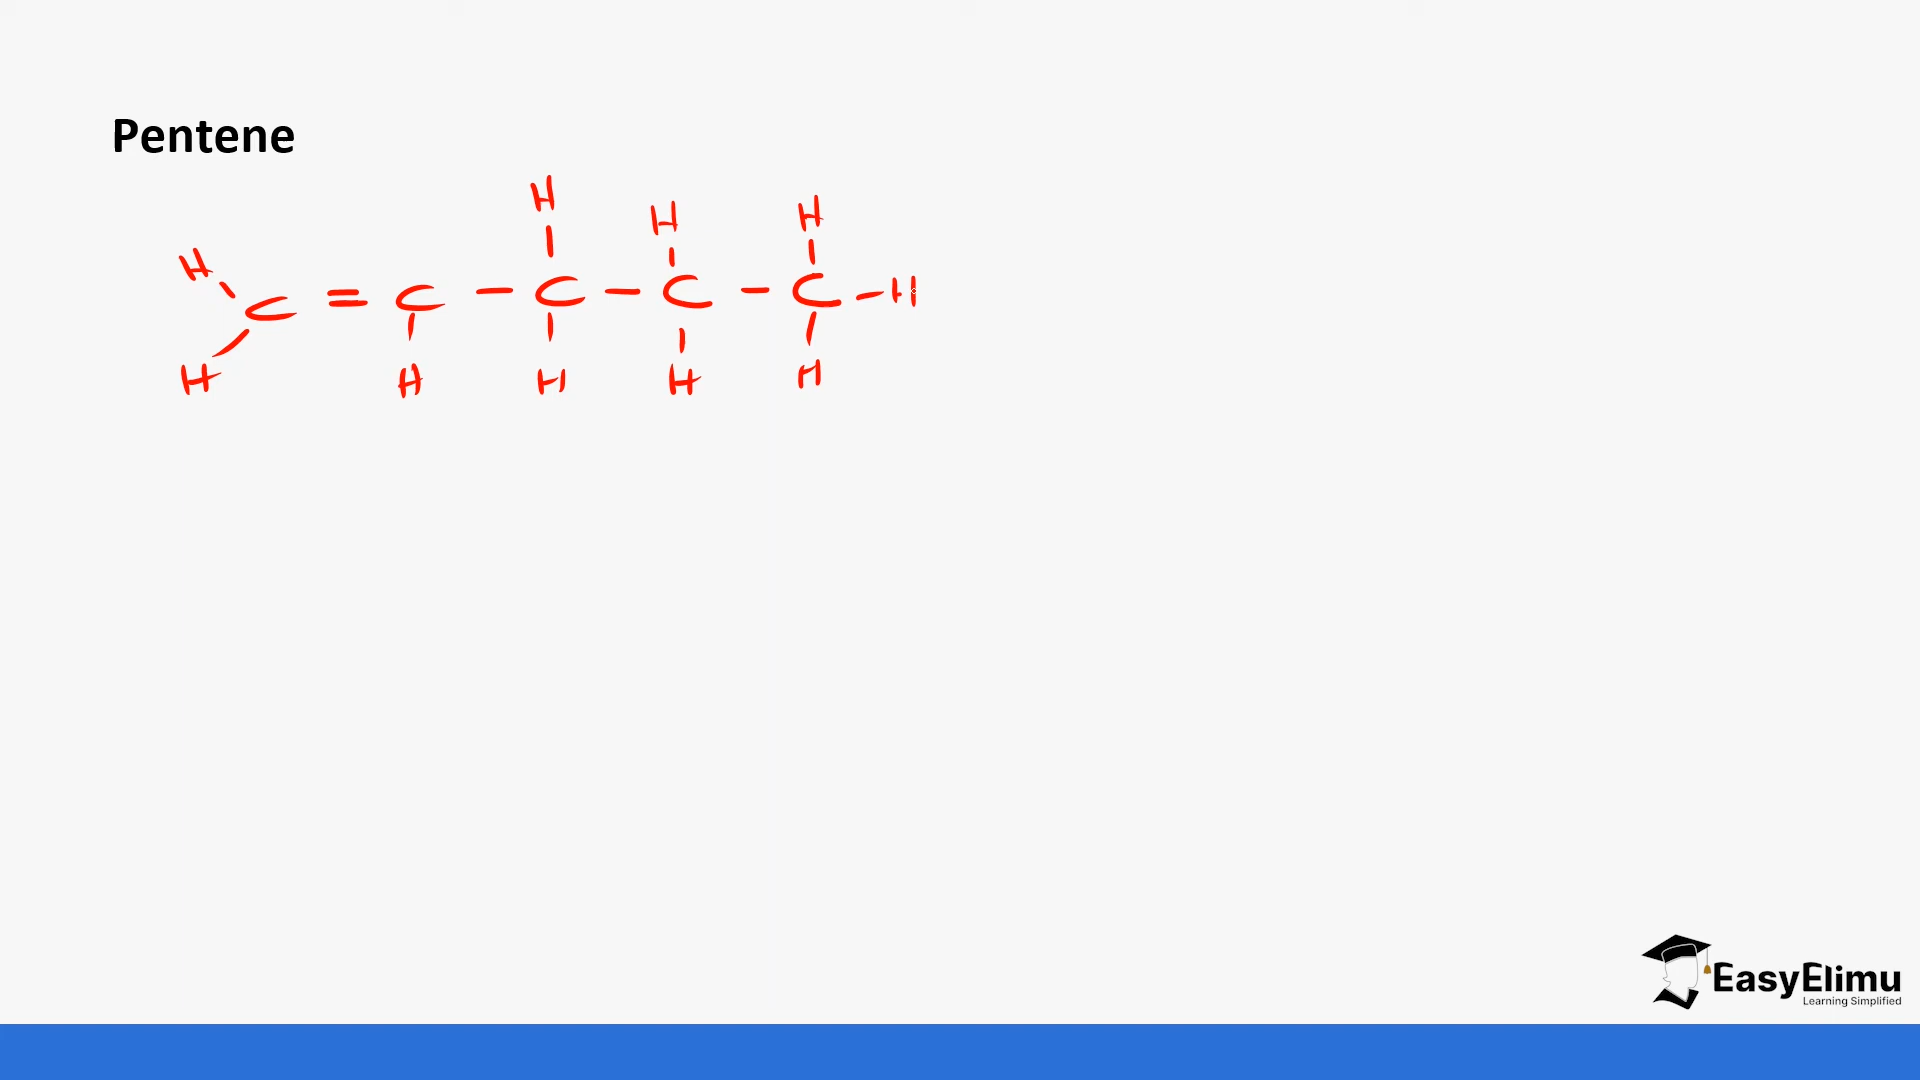 Pentene
H H H
H
C = C - C - C - C - H
H H H H H
EasyElimu
Learning Simplified